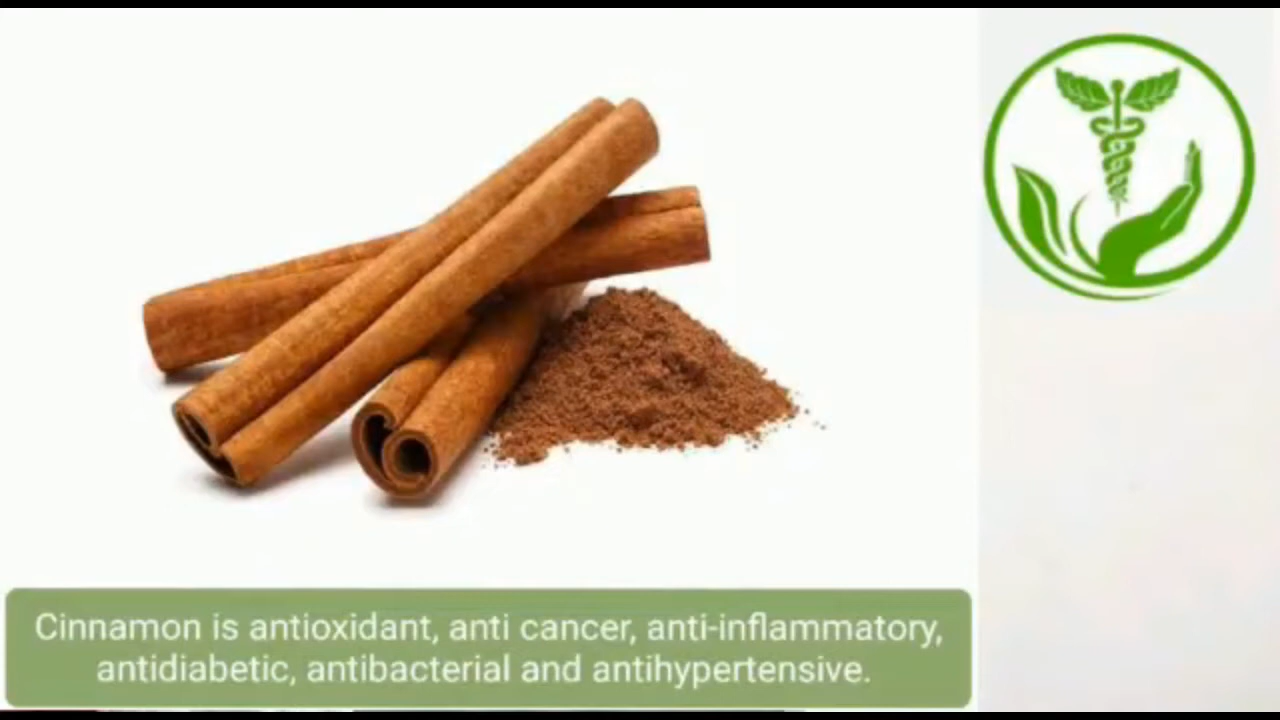 Cinnamon is antioxidant, anti cancer, anti-inflammatory,
antidiabetic, antibacterial and antihypertensive.